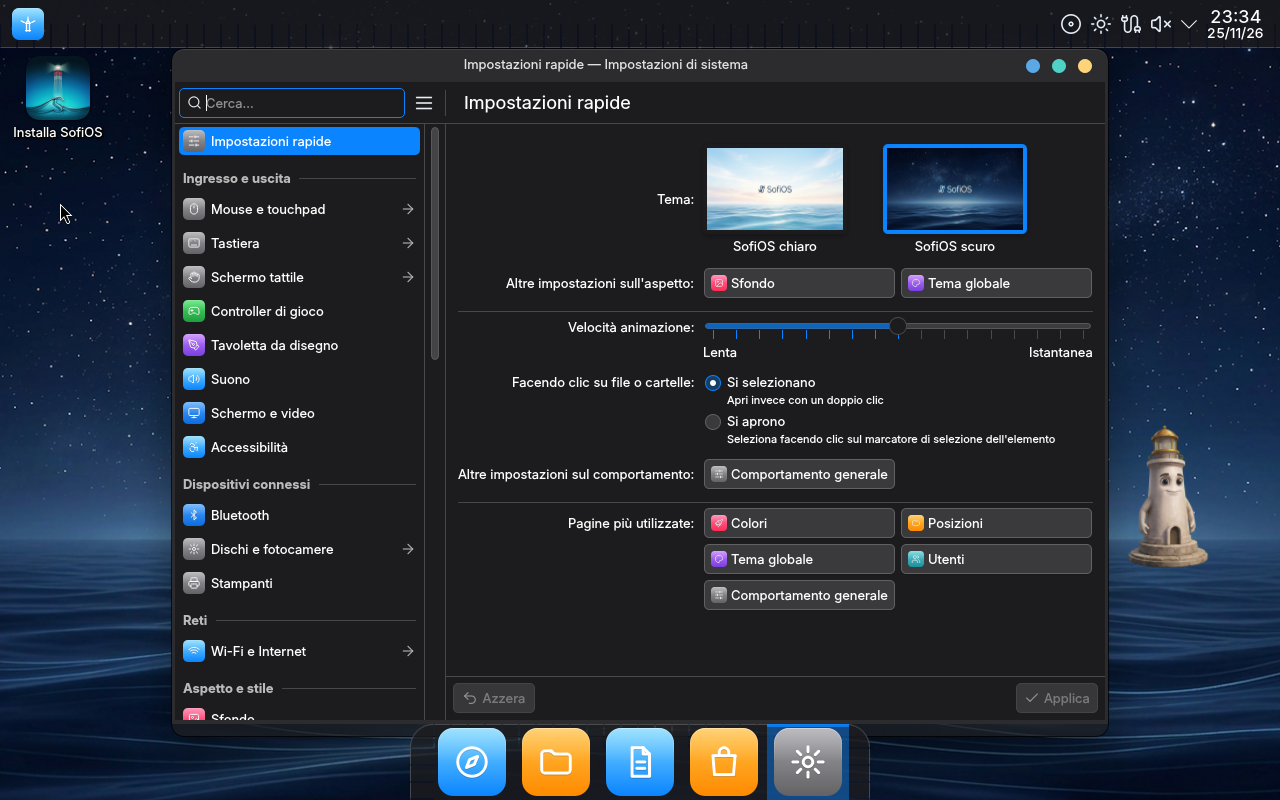 23:34
25/11/26
Installa SofiOS
Impostazioni rapide — Impostazioni di sistema
Cerca...
Impostazioni rapide
Impostazioni rapide
Ingresso e uscita
Mouse e touchpad
Tastiera
Schermo tattile
Controller di gioco
Tavoletta da disegno
Suono
Schermo e video
Accessibilità
Dispositivi connessi
Bluetooth
Dischi e fotocamere
Stampanti
Reti
Wi-Fi e Internet
Aspetto e stile
Sfondo
Tema:
SofiOS
SofiOS
SofiOS chiaro
SofiOS scuro
Altre impostazioni sull'aspetto:
Sfondo
Tema globale
Velocità animazione:
Lenta
Istantanea
Facendo clic su file o cartelle:
Si selezionano
Apri invece con un doppio clic
Si aprono
Seleziona facendo clic sul marcatore di selezione dell'elemento
Altre impostazioni sul comportamento:
Comportamento generale
Pagine più utilizzate:
Colori
Posizioni
Tema globale
Utenti
Comportamento generale
Azzera
Applica